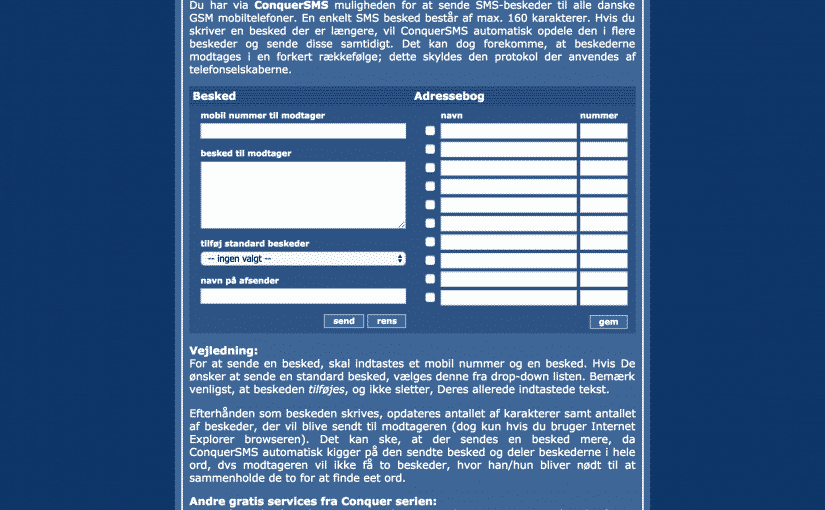 Du har via ConquerSMS muligheden for at sende SMS-beskeder til alle danske
GSM mobiltelefoner. En enkelt SMS besked består af max. 160 karakterer. Hvis du
skriver en besked der er længere, vil ConquerSMS automatisk opdele den i flere
beskeder og sende disse samtidigt. Det kan dog forekomme, at beskederne
modtages i en forkert rækkefølge; dette skyldes den protokol der anvendes af
telefonselskaberne.
Besked
mobil nummer til modtager
besked til modtager
tilføj standard beskeder
-- ingen valgt --
navn på afsender
send rens
Adressebog
navn nummer
gem
Vejledning:
For at sende en besked, skal indtastes et mobil nummer og en besked. Hvis De
ønsker at sende en standard besked, vælges denne fra drop-down listen. Bemærk
venligst, at beskeden tilføjes, og ikke sletter, Deres allerede indtastede tekst.
Efterhånden som beskeden skrives, opdateres antallet af karakterer samt antallet
af beskeder, der vil blive sendt til modtageren (dog kun hvis du bruger Internet
Explorer browseren). Det kan ske, at der sendes en besked mere, da
ConquerSMS automatisk kigger på den sendte besked og deler beskederne i hele
ord, dvs modtageren vil ikke få to beskeder, hvor han/hun bliver nødt til at
sammenholde de to for at finde eet ord.
Andre gratis services fra Conquer serien: